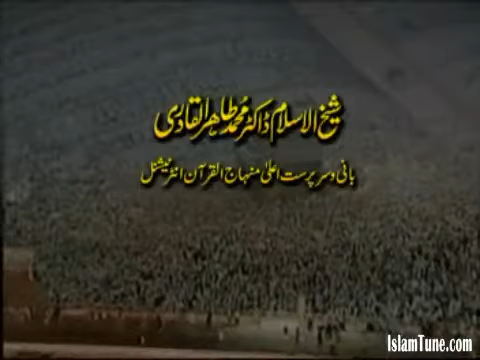 شیخ الاسلام ڈاکٹر محمد طاہر القادری
بانی و سرپرست اعلیٰ منہاج القرآن انٹرنیشنل
IslamTune.com